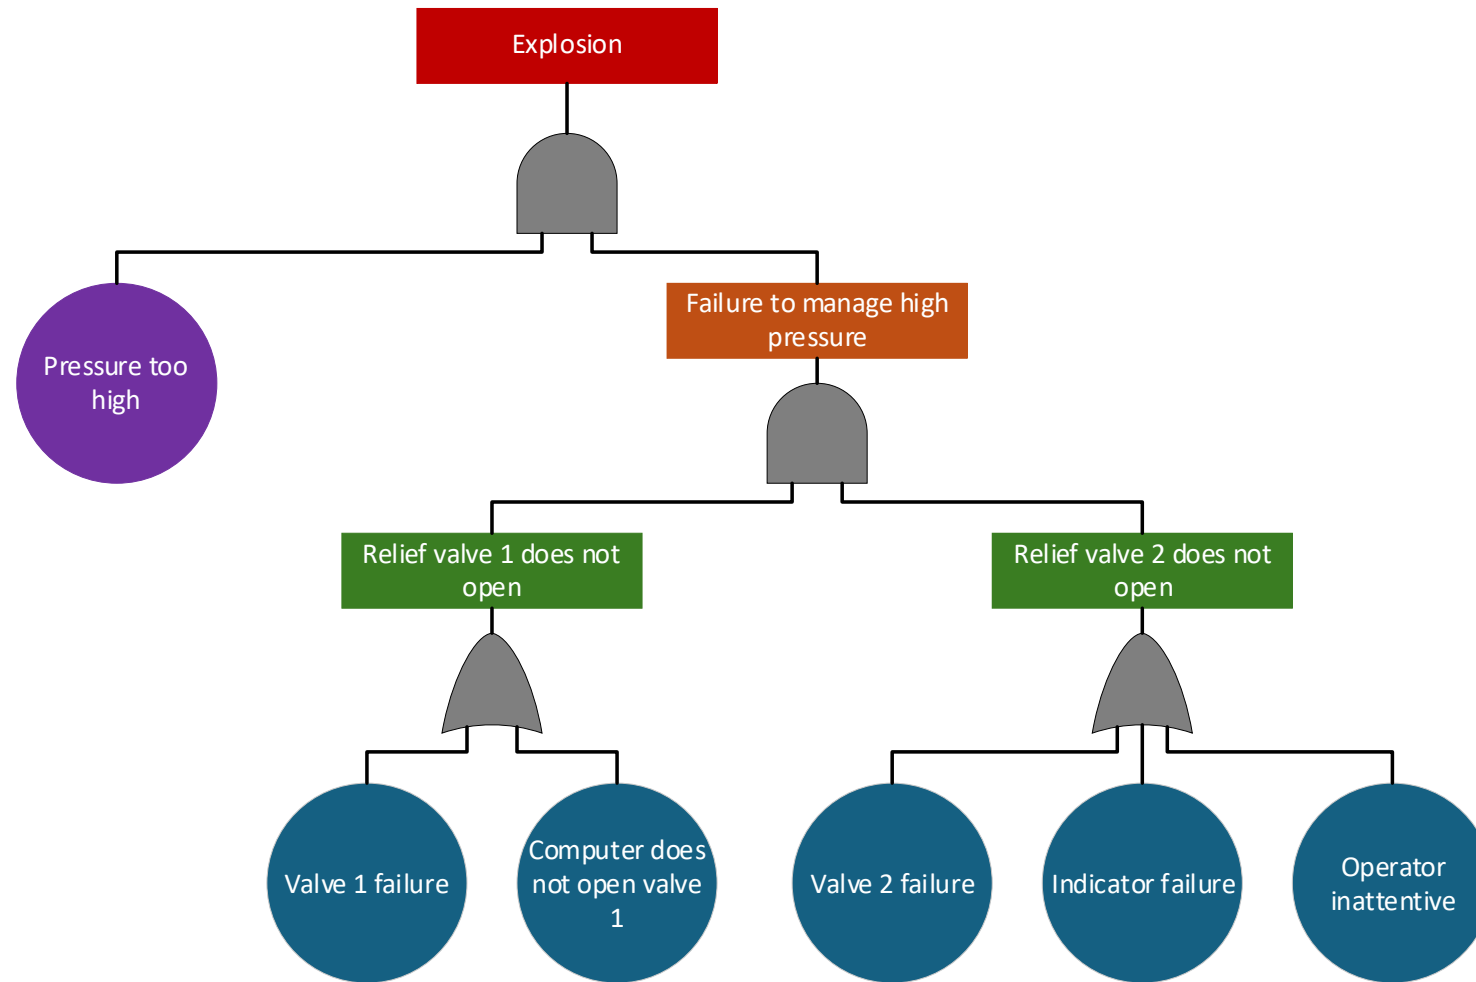 Explosion
Failure to manage high
pressure
Pressure too
high
Relief valve 1 does not
open
Relief valve 2 does not
open
Valve 1 failure
Computer does
not open valve
1
Valve 2 failure
Indicator failure
Operator
inattentive